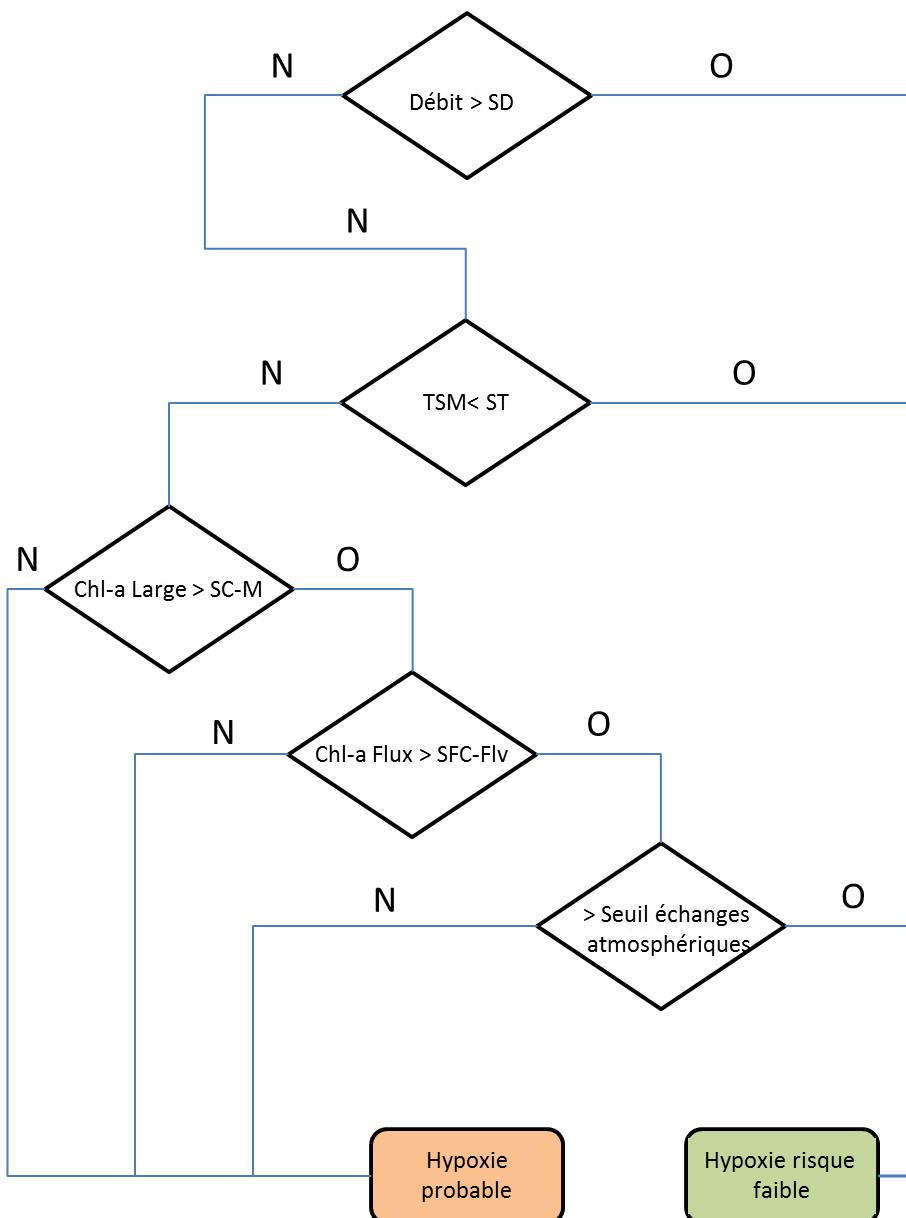 N
O
Débit > SD
N
N
O
TSM< ST
N
O
Chl-a Large > SC-M
N
O
Chl-a Flux > SFC-Flv
N
O
> Seuil échanges
atmosphériques
Hypoxie
probable
Hypoxie risque
faible